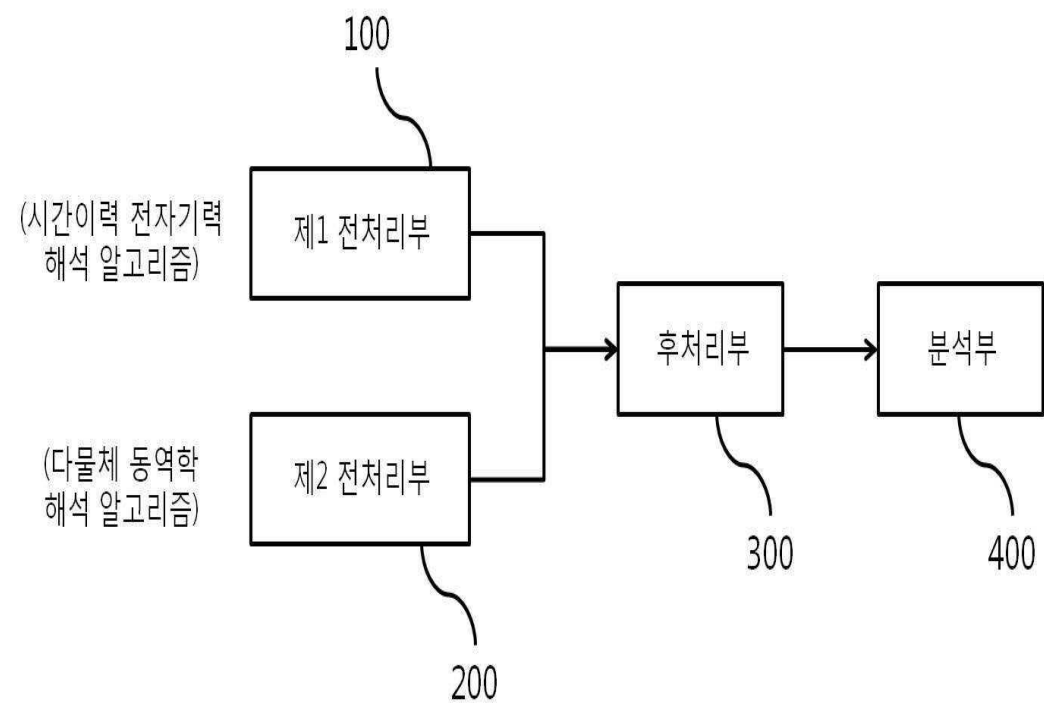 100
(시간이력 전자기력
해석 알고리즘)
제1 전처리부
후처리부
분석부
(다물체 동역학
해석 알고리즘)
제2 전처리부
300
400
200